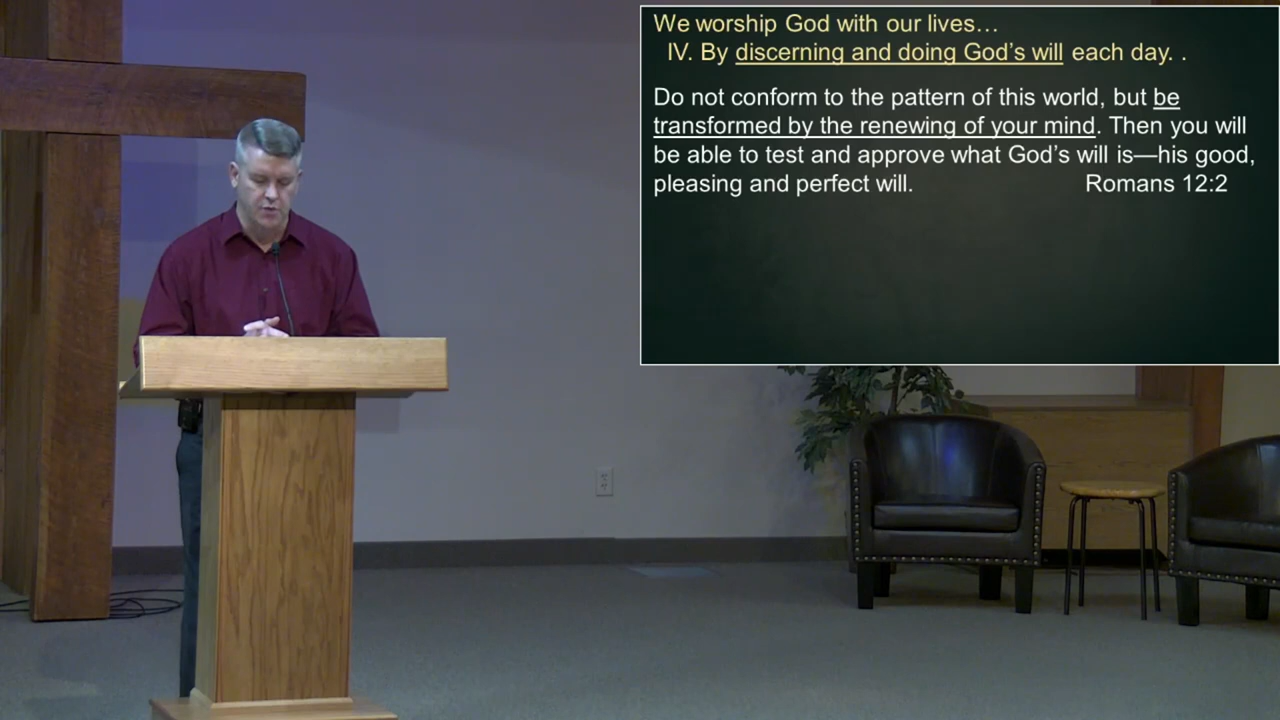 We worship God with our lives…
IV. By discerning and doing God's will each day. .
Do not conform to the pattern of this world, but be
transformed by the renewing of your mind. Then you will
be able to test and approve what God's will is—his good,
pleasing and perfect will. Romans 12:2